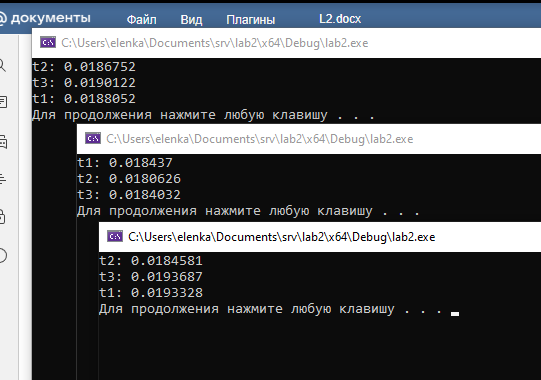 документы Файл Вид Плагины L2.docx
C:\Users\elenka\Documents\srv\lab2\x64\Debug\lab2.exe
t2: 0.0186752
t3: 0.0190122
t1: 0.0188052
Для продолжения нажмите любую клавишу . . .
C:\Users\elenka\Documents\srv\lab2\x64\Debug\lab2.exe
t1: 0.018437
t2: 0.0180626
t3: 0.0184032
Для продолжения нажмите любую клавишу . . .
C:\Users\elenka\Documents\srv\lab2\x64\Debug\lab2.exe
t2: 0.0184581
t3: 0.0193687
t1: 0.0193328
Для продолжения нажмите любую клавишу . . .